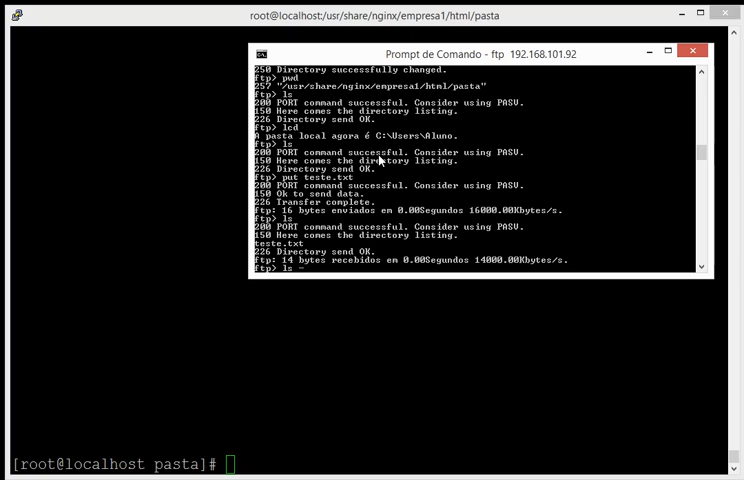 root@localhost:/usr/share/nginx/empresa1/html/pasta
Prompt de Comando - ftp 192.168.101.92
250 Directory successfully changed.
ftp> pwd
257 "/usr/share/nginx/empresa1/html/pasta"
ftp> ls
200 PORT command successful. Consider using PASV.
150 Here comes the directory listing.
226 Directory send OK.
ftp> lcd
A pasta local agora é C:\Users\Aluno.
ftp> ls
200 PORT command successful. Consider using PASV.
150 Here comes the directory listing.
226 Directory send OK.
ftp> put teste.txt
200 PORT command successful. Consider using PASV.
150 Ok to send data.
226 Transfer complete.
ftp: 16 bytes enviados em 0.00Segundos 16000.00Kbytes/s.
ftp> ls
200 PORT command successful. Consider using PASV.
150 Here comes the directory listing.
teste.txt
226 Directory send OK.
ftp: 14 bytes recebidos em 0.00Segundos 14000.00Kbytes/s.
ftp> ls -
[root@localhost pasta]#